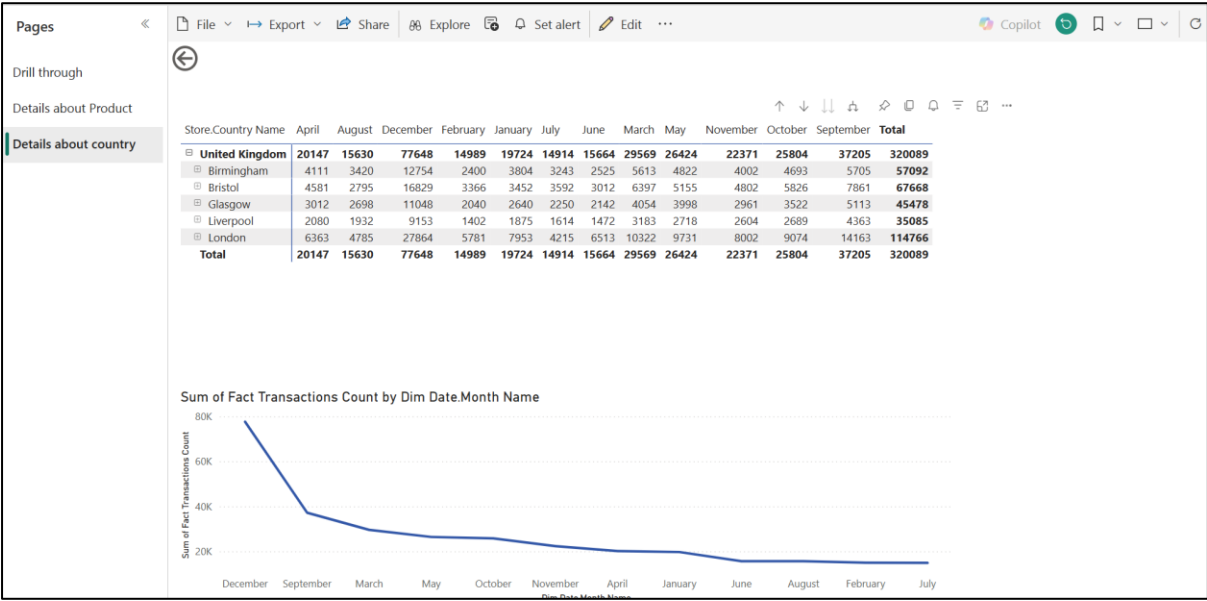 Pages
File Export Share Explore Set alert Edit Copilot
Drill through
Details about Product
Details about country
Store.Country Name April August December February January July June March May November October September Total
United Kingdom 20147 15630 77648 14989 19724 14914 15664 29569 26424 22371 25804 37205 320089
Birmingham 4111 3420 12754 2400 3804 3243 2525 5613 4822 4002 4693 5705 57092
Bristol 4581 2795 16829 3366 3452 3592 3012 6397 5155 4802 5826 7861 67668
Glasgow 3012 2698 11048 2040 2640 2250 2142 4054 3998 2961 3522 5113 45478
Liverpool 2080 1932 9153 1402 1875 1614 1472 3183 2718 2604 2689 4363 35085
London 6363 4785 27864 5781 7953 4215 6513 10322 9731 8002 9074 14163 114766
Total 20147 15630 77648 14989 19724 14914 15664 29569 26424 22371 25804 37205 320089
Sum of Fact Transactions Count by Dim Date.Month Name
Sum of Fact Transactions Count
80K
60K
40K
20K
December September March May October November April January June August February July
Dim Date.Month Name